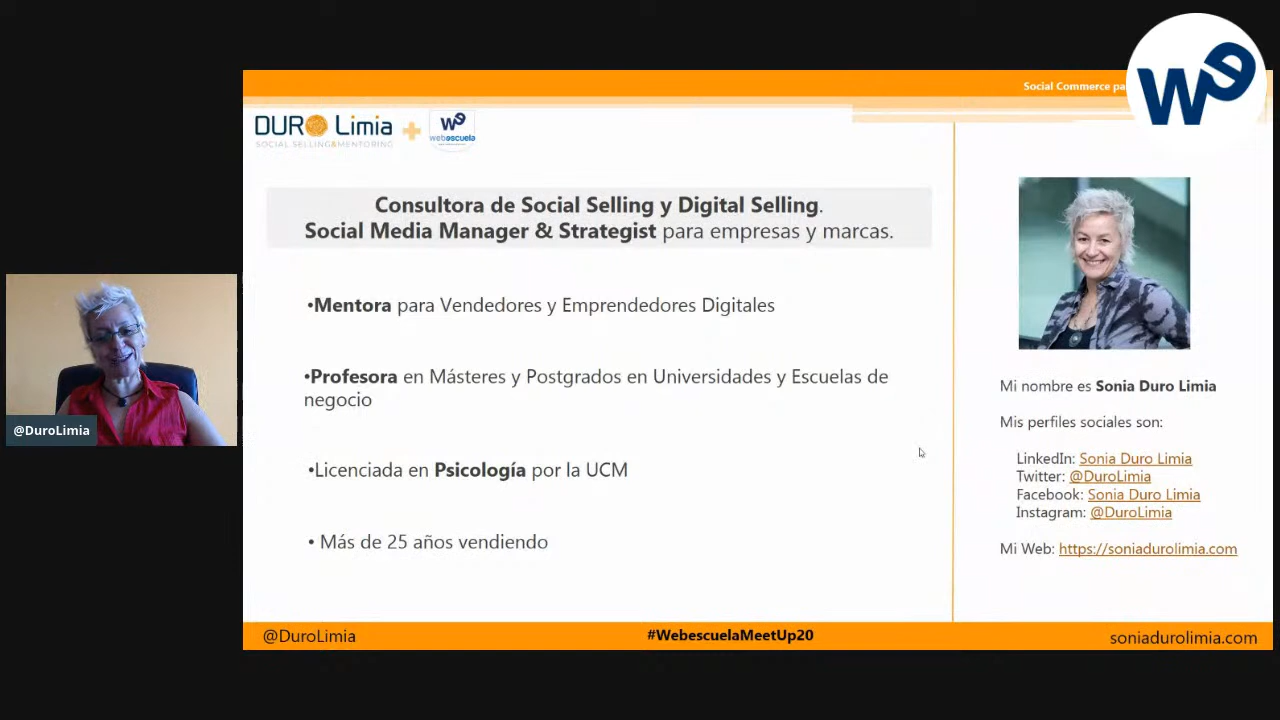 Social Commerce pa
we
DURO Limia
SOCIAL SELLING&MENTORING
we
webescuela
Consultora de Social Selling y Digital Selling.
Social Media Manager & Strategist para empresas y marcas.
•Mentora para Vendedores y Emprendedores Digitales
•Profesora en Másteres y Postgrados en Universidades y Escuelas de
negocio
•Licenciada en Psicología por la UCM
• Más de 25 años vendiendo
@DuroLimia
Mi nombre es Sonia Duro Limia
Mis perfiles sociales son:
LinkedIn: Sonia Duro Limia
Twitter: @DuroLimia
Facebook: Sonia Duro Limia
Instagram: @DuroLimia
Mi Web: https://soniadurolimia.com
@DuroLimia
#WebescuelaMeetUp20
soniadurolimia.com